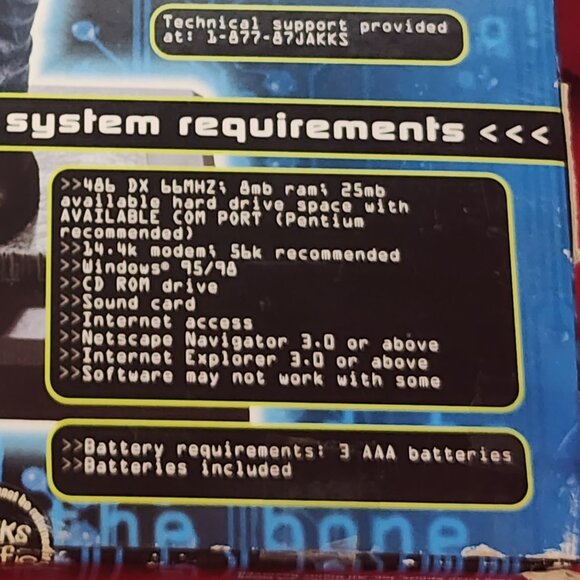 Technical support provided
at: 1-877-87JAKKS
system requirements <<<
>>486 DX 66MHZ; 8mb ram; 25mb
available hard drive space with
AVAILABLE COM PORT (Pentium
recommended)
>>14.4k modem; 56k recommended
>>Windows® 95/98
>>CD ROM drive
>>Sound card
>>Internet access
>>Netscape Navigator 3.0 or above
>>Internet Explorer 3.0 or above
>>Software may not work with some
>>Battery requirements: 3 AAA batteries
>>Batteries included
the bone